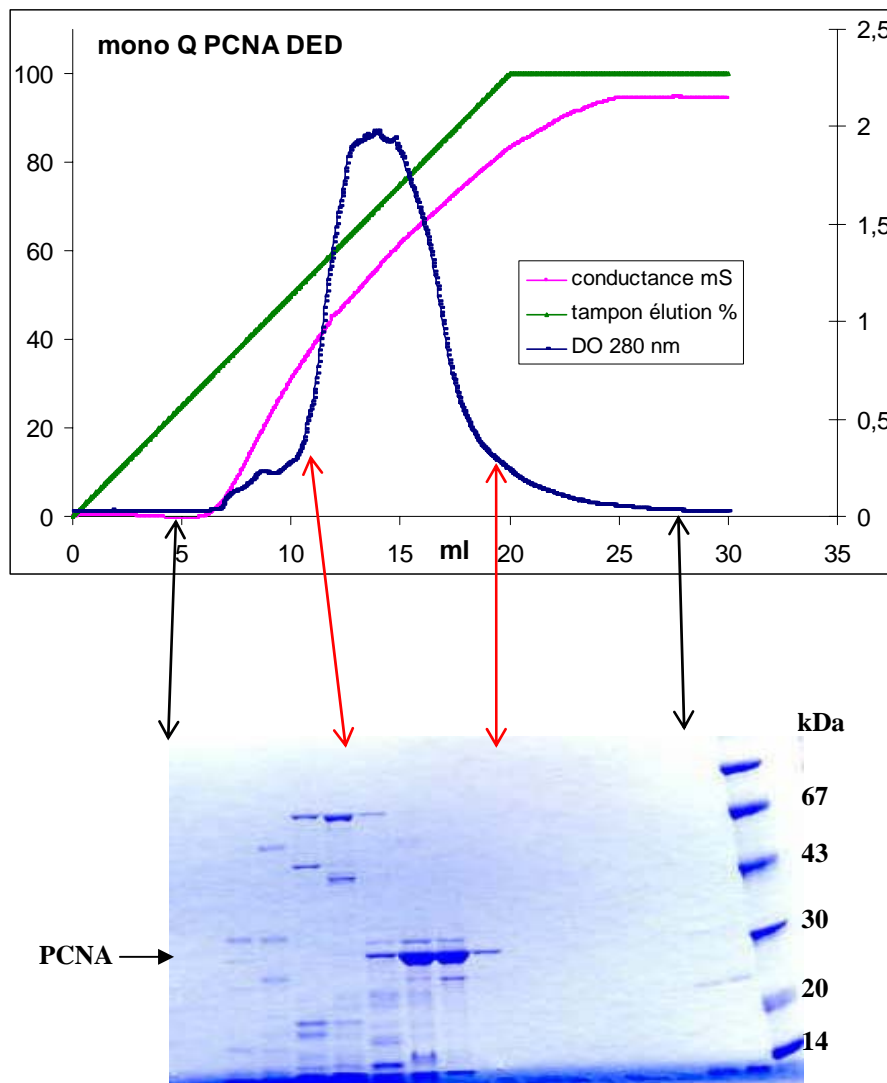 mono Q PCNA DED
100
80
60
40
20
0
2,5
2
1,5
1
0,5
0
conductance mS
tampon élution %
DO 280 nm
0 5 10 15 20 25 30 35
ml
kDa
67
43
30
20
14
PCNA